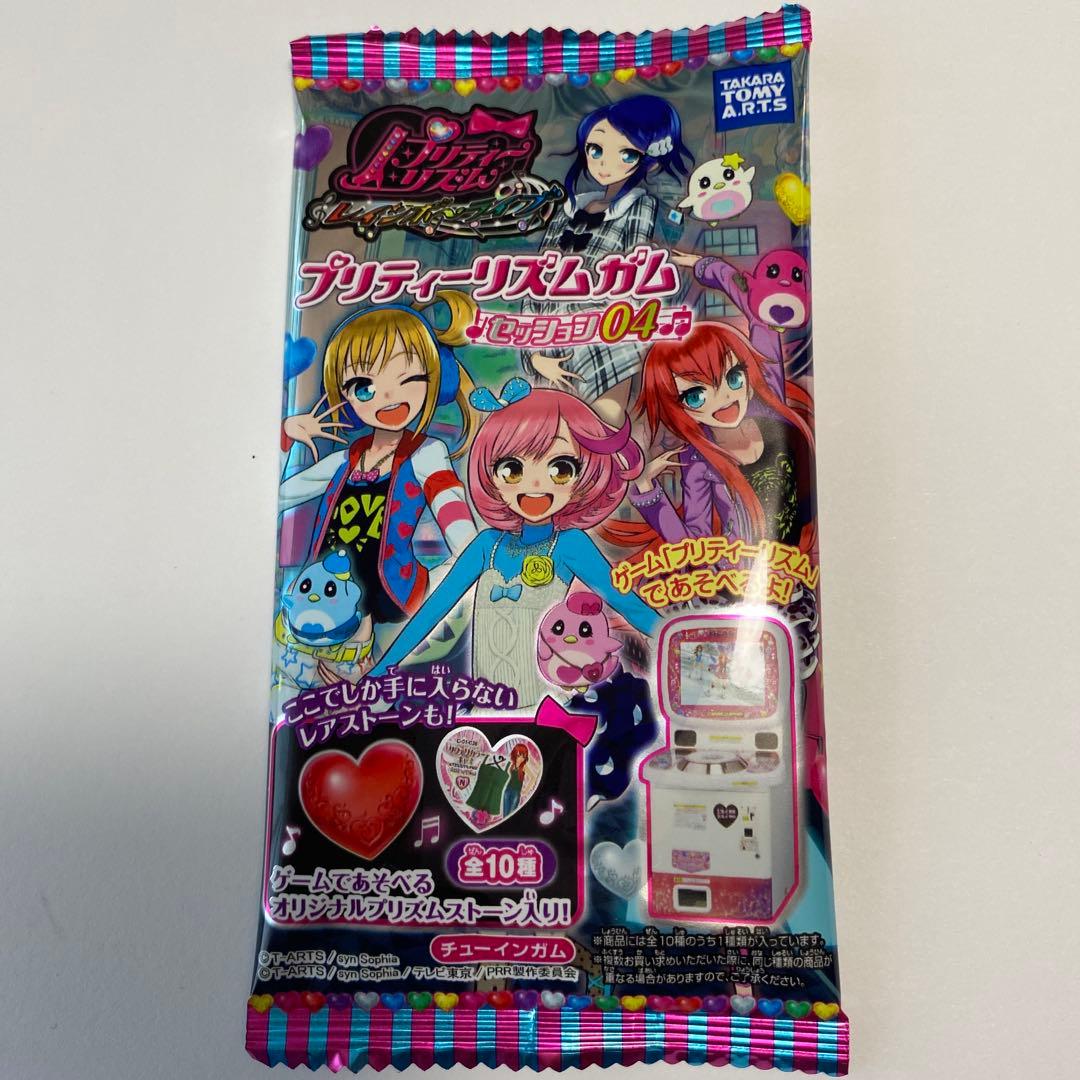 TAKARA
TOMY
A.R.T.S
プリティー
リズム
レインボーライブ
プリティーリズムガム
セッション04
LOVE
ゲーム「プリティーリズム」
であそべるよ!
ここでしか手に入らない
レアストーンも!
全10種
ゲームであそべる
オリジナルプリズムストーン入り!
チューインガム
©T-ARTS / syn Sophia
©T-ARTS / syn Sophia / テレビ東京 / PRR製作委員会
※商品には全10種のうち1種類が入っています。
※複数お買い求めいただいた際に、同じ種類の商品が
重なる場合がありますので、ご了承ください。